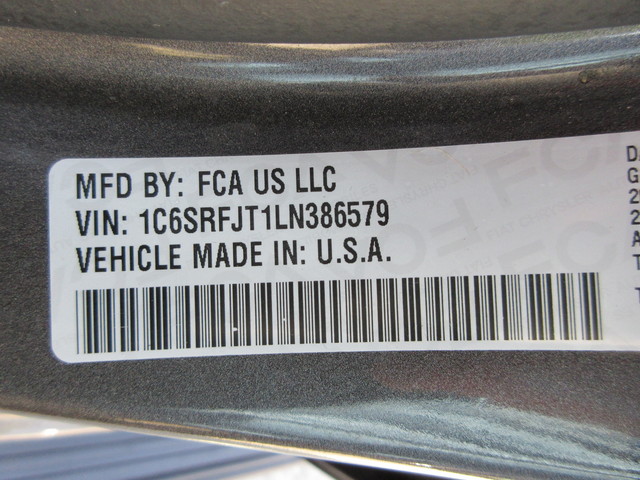 MFD BY: FCA US LLC
VIN: 1C6SRFJT1LN386579
VEHICLE MADE IN: U.S.A.